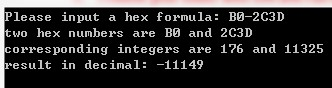 Please input a hex formula: B0-2C3D
two hex numbers are B0 and 2C3D
corresponding integers are 176 and 11325
result in decimal: -11149